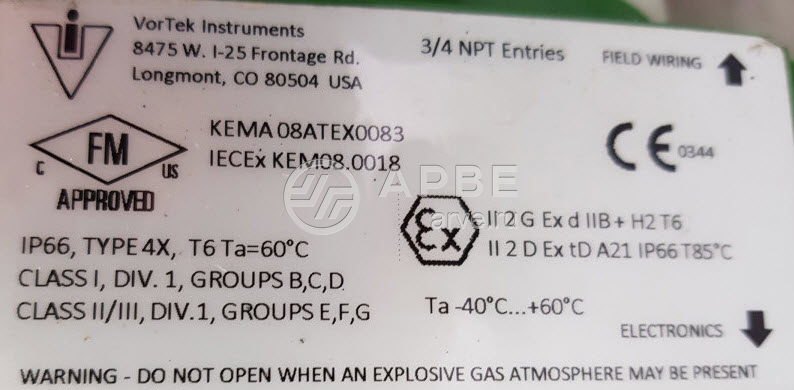 VorTek Instruments
8475 W. I-25 Frontage Rd.
Longmont, CO 80504 USA
3/4 NPT Entries
FIELD WIRING
KEMA 08ATEX0083
IECEx KEM08.0018
FM
C US
APPROVED
CE 0344
АРВЕ
arve.ru
Ex
II 2 G Ex d IIB + H2 T6
II 2 D Ex tD A21 IP66 T85°C
IP66, TYPE 4X, T6 Ta=60°C
CLASS I, DIV. 1, GROUPS B,C,D
CLASS II/III, DIV.1, GROUPS E,F,G
Ta -40°C...+60°C
ELECTRONICS
WARNING - DO NOT OPEN WHEN AN EXPLOSIVE GAS ATMOSPHERE MAY BE PRESENT